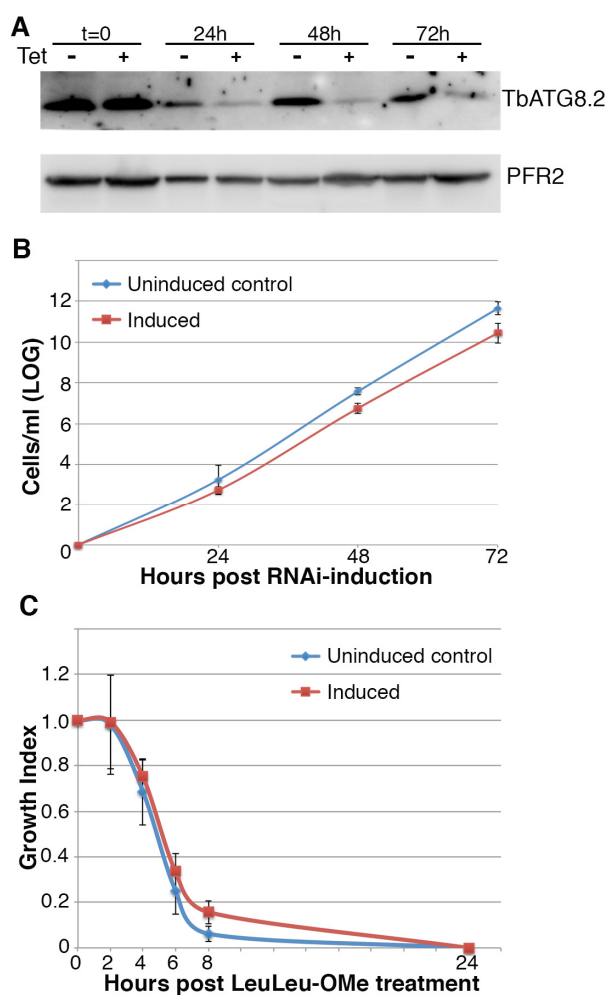 A
t=0 24h 48h 72h
Tet - + - + - + - +
TbATG8.2
PFR2
B
Uninduced control
Induced
12
10
8
6
4
2
0
24 48 72
Cells/ml (LOG)
Hours post RNAi-induction
C
Uninduced control
Induced
1.2
1.0
0.8
0.6
0.4
0.2
0
0 2 4 6 8 24
Growth Index
Hours post LeuLeu-OMe treatment